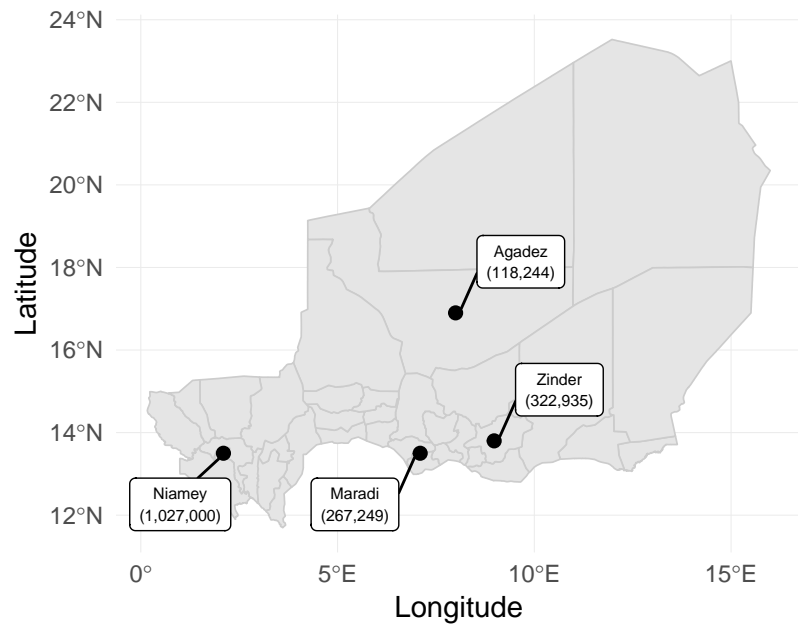 24°N
22°N
20°N
18°N
16°N
14°N
12°N
Latitude
Agadez
(118,244)
Zinder
(322,935)
Niamey
(1,027,000)
Maradi
(267,249)
0°
5°E
10°E
15°E
Longitude